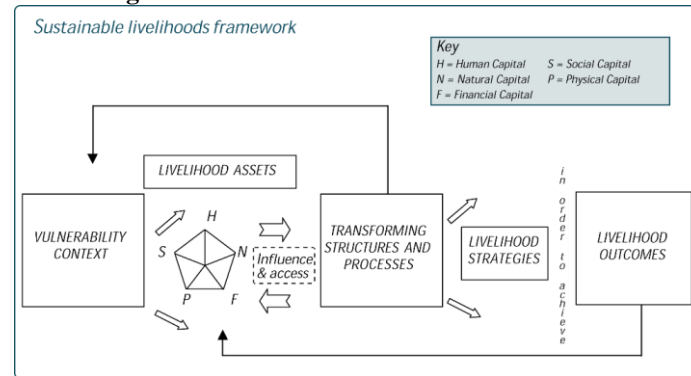 Sustainable livelihoods framework
Key
H = Human Capital S = Social Capital
N = Natural Capital P = Physical Capital
F = Financial Capital
LIVELIHOOD ASSETS
VULNERABILITY
CONTEXT
H
S
N
P
F
Influence
& access
TRANSFORMING
STRUCTURES AND
PROCESSES
LIVELIHOOD
STRATEGIES
in order to achieve
LIVELIHOOD
OUTCOMES